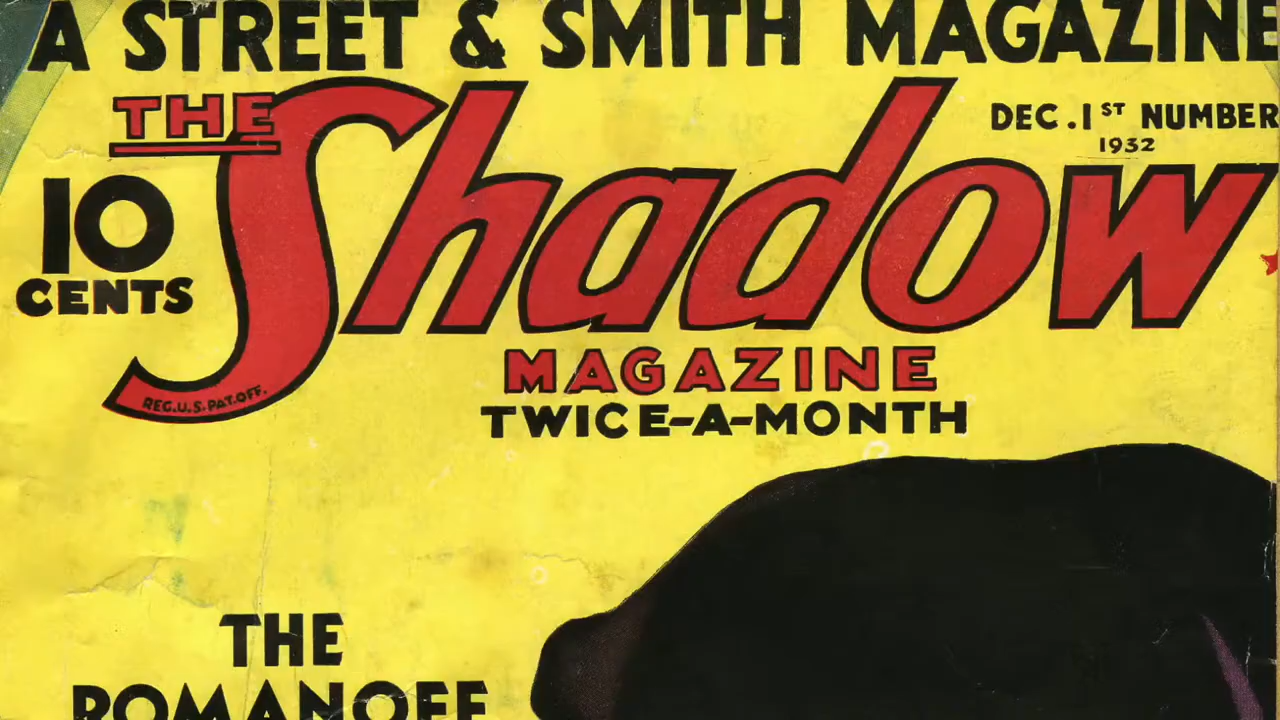 A STREET & SMITH MAGAZINE
THE Shadow
DEC. 1ST NUMBER
1932
10
CENTS
REG.U.S.PAT.OFF.
MAGAZINE
TWICE-A-MONTH
THE
ROMANOFF